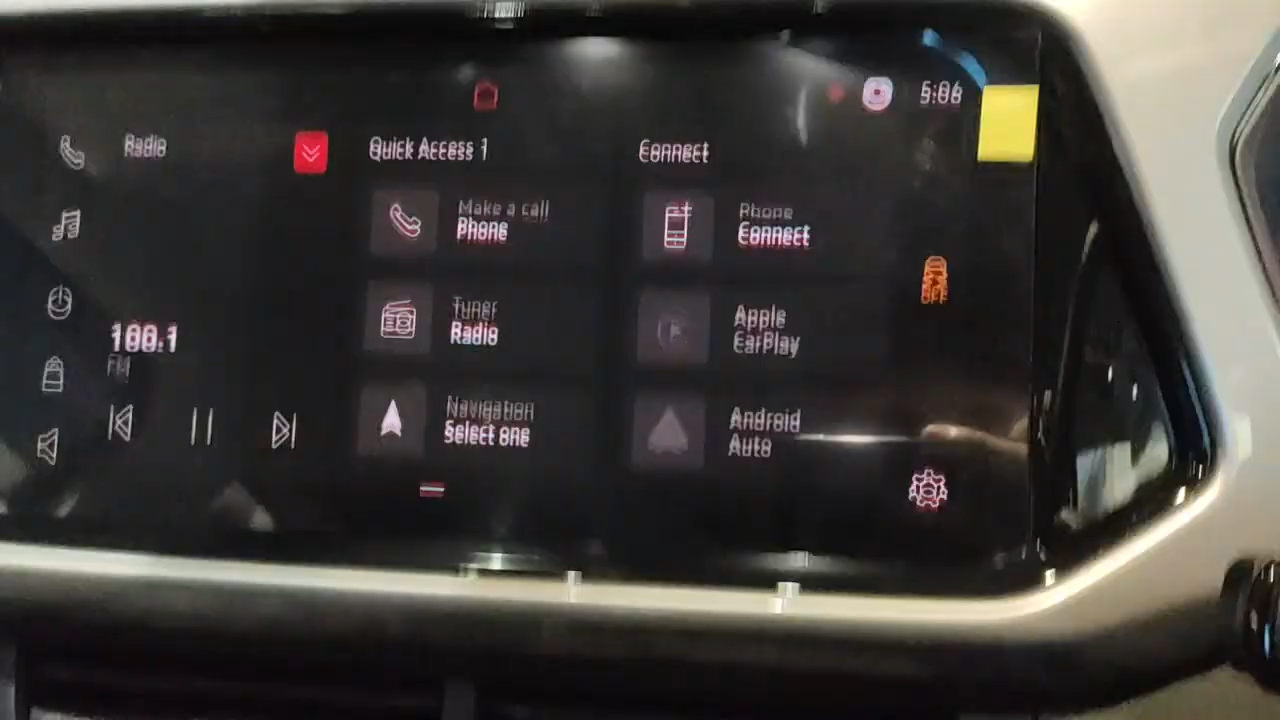 5:06
Radio
Quick Access 1
Connect
Make a call
Phone
Phone
Connect
Tuner
Radio
Apple
CarPlay
100.1
FM
Navigation
Select one
Android
Auto